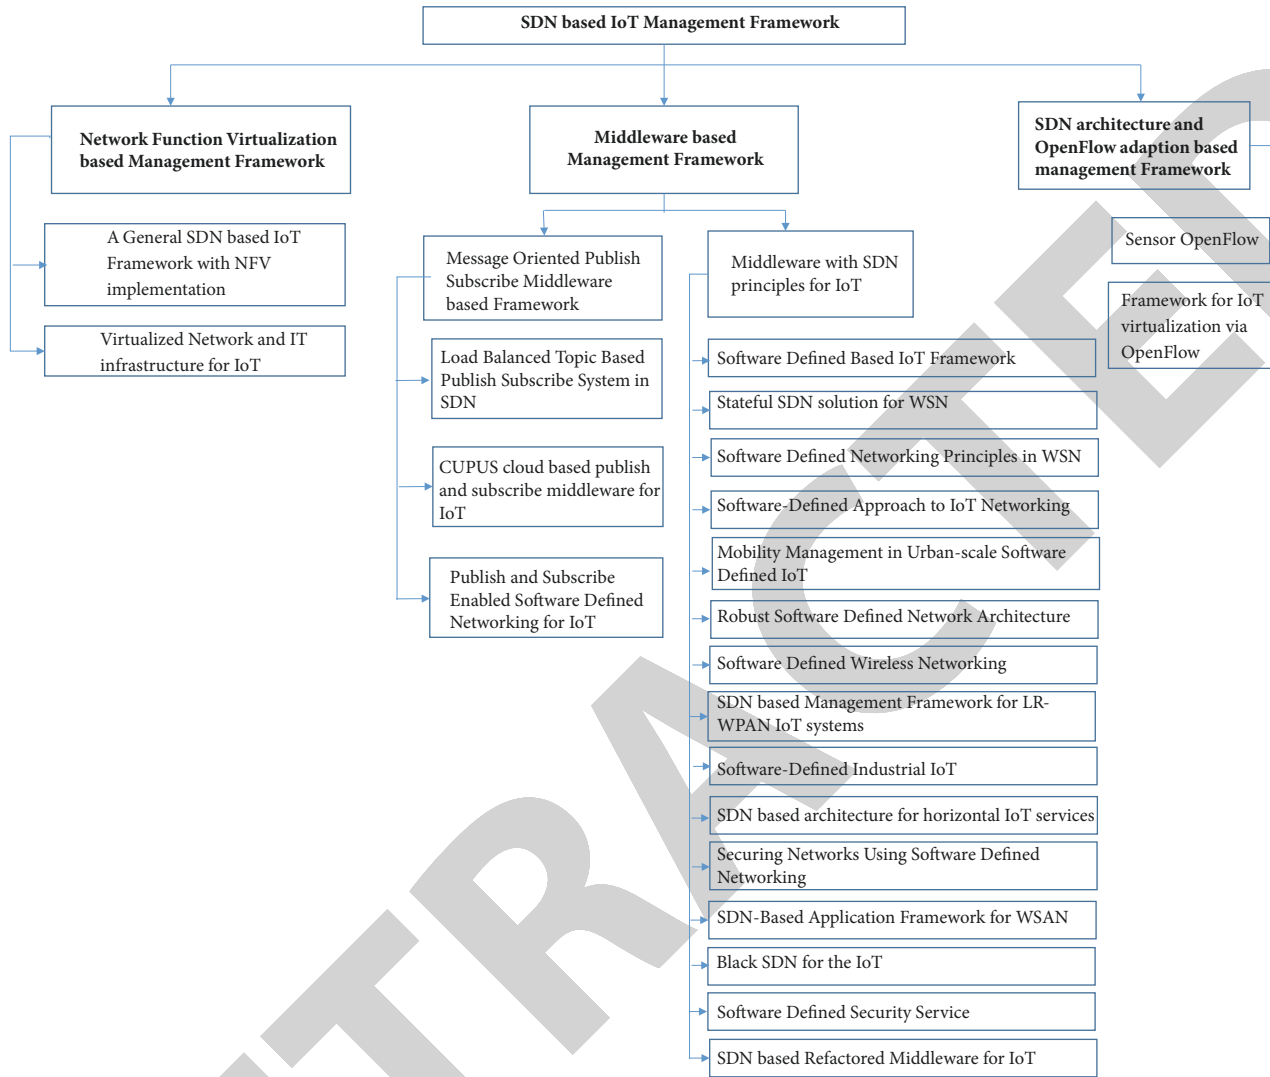 SDN based IoT Management Framework
Network Function Virtualization
based Management Framework
Middleware based
Management Framework
SDN architecture and
OpenFlow adaption based
management Framework
A General SDN based IoT
Framework with NFV
implementation
Virtualized Network and IT
infrastructure for IoT
Message Oriented Publish
Subscribe Middleware
based Framework
Load Balanced Topic Based
Publish Subscribe System in
SDN
CUPUS cloud based publish
and subscribe middleware for
IoT
Publish and Subscribe
Enabled Software Defined
Networking for IoT
Middleware with SDN
principles for IoT
Software Defined Based IoT Framework
Stateful SDN solution for WSN
Software Defined Networking Principles in WSN
Software-Defined Approach to IoT Networking
Mobility Management in Urban-scale Software
Defined IoT
Robust Software Defined Network Architecture
Software Defined Wireless Networking
SDN based Management Framework for LR-
WPAN IoT systems
Software-Defined Industrial IoT
SDN based architecture for horizontal IoT services
Securing Networks Using Software Defined
Networking
SDN-Based Application Framework for WSAN
Black SDN for the IoT
Software Defined Security Service
SDN based Refactored Middleware for IoT
Sensor OpenFlow
Framework for IoT
virtualization via
OpenFlow
TRACTED